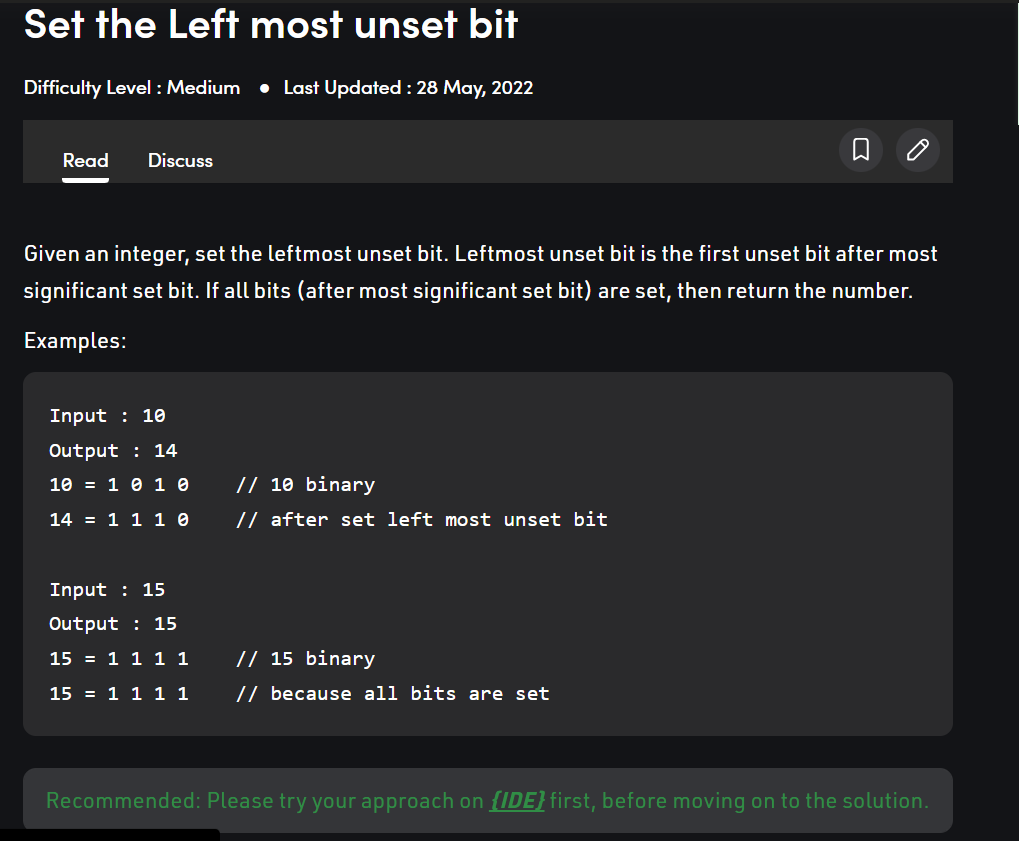 Set the Left most unset bit
Difficulty Level : Medium ● Last Updated : 28 May, 2022
Read Discuss
Given an integer, set the leftmost unset bit. Leftmost unset bit is the first unset bit after most
significant set bit. If all bits (after most significant set bit) are set, then return the number.
Examples:
Input : 10
Output : 14
10 = 1 0 1 0    // 10 binary
14 = 1 1 1 0    // after set left most unset bit
Input : 15
Output : 15
15 = 1 1 1 1    // 15 binary
15 = 1 1 1 1    // because all bits are set
Recommended: Please try your approach on {IDE} first, before moving on to the solution.